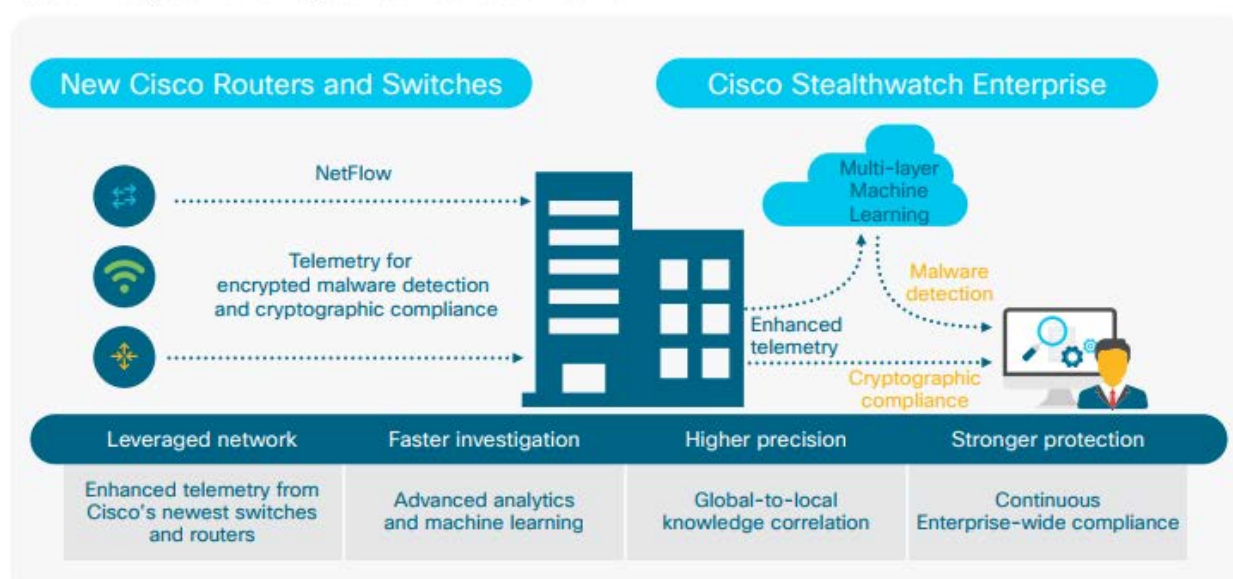 New Cisco Routers and Switches
Cisco Stealthwatch Enterprise
NetFlow
Telemetry for
encrypted malware detection
and cryptographic compliance
Multi-layer
Machine
Learning
Malware
detection
Enhanced
telemetry
Cryptographic
compliance
Leveraged network
Faster investigation
Higher precision
Stronger protection
Enhanced telemetry from
Cisco's newest switches
and routers
Advanced analytics
and machine learning
Global-to-local
knowledge correlation
Continuous
Enterprise-wide compliance